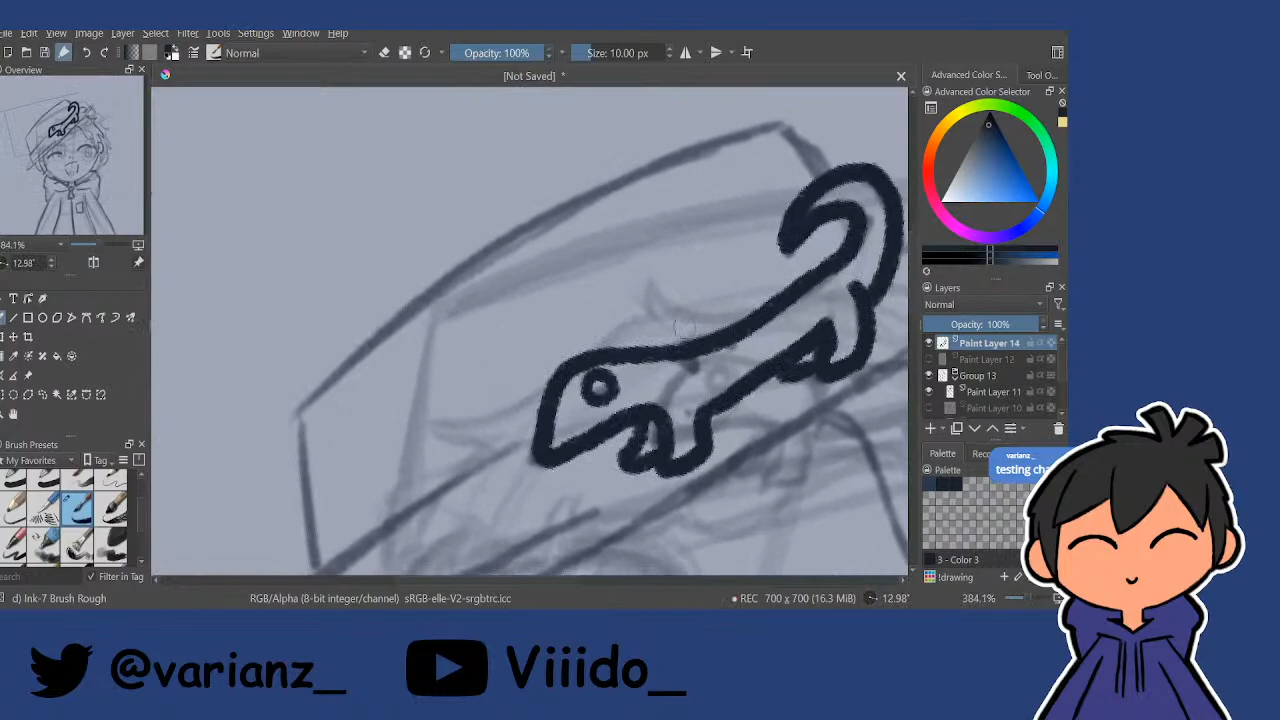 File Edit View Image Layer Select Filter Tools Settings Window Help
Normal
Opacity: 100%
Size: 10.00 px
Overview
[Not Saved] *
Advanced Color S...
Tool O...
Advanced Color Selector
84.1%
12.98°
Layers
Normal
Opacity: 100%
Paint Layer 14
Paint Layer 12
Group 13
Paint Layer 11
Paint Layer 10
Brush Presets
My Favorites
Tag
Palette
Palette
varianz_
testing cha
3 - Color 3
!drawing
Filter in Tag
d) Ink-7 Brush Rough
RGB/Alpha (8-bit integer/channel) sRGB-elle-V2-srgbtrc.icc
REC
700 x 700 (16.3 MiB)
12.98°
384.1%
@varianz_
Viiido_